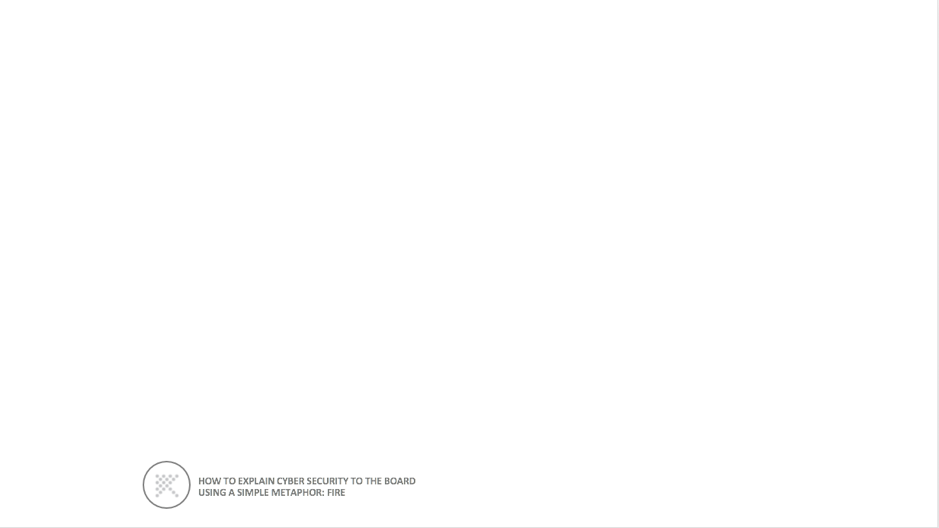 HOW TO EXPLAIN CYBER SECURITY TO THE BOARD
USING A SIMPLE METAPHOR: FIRE